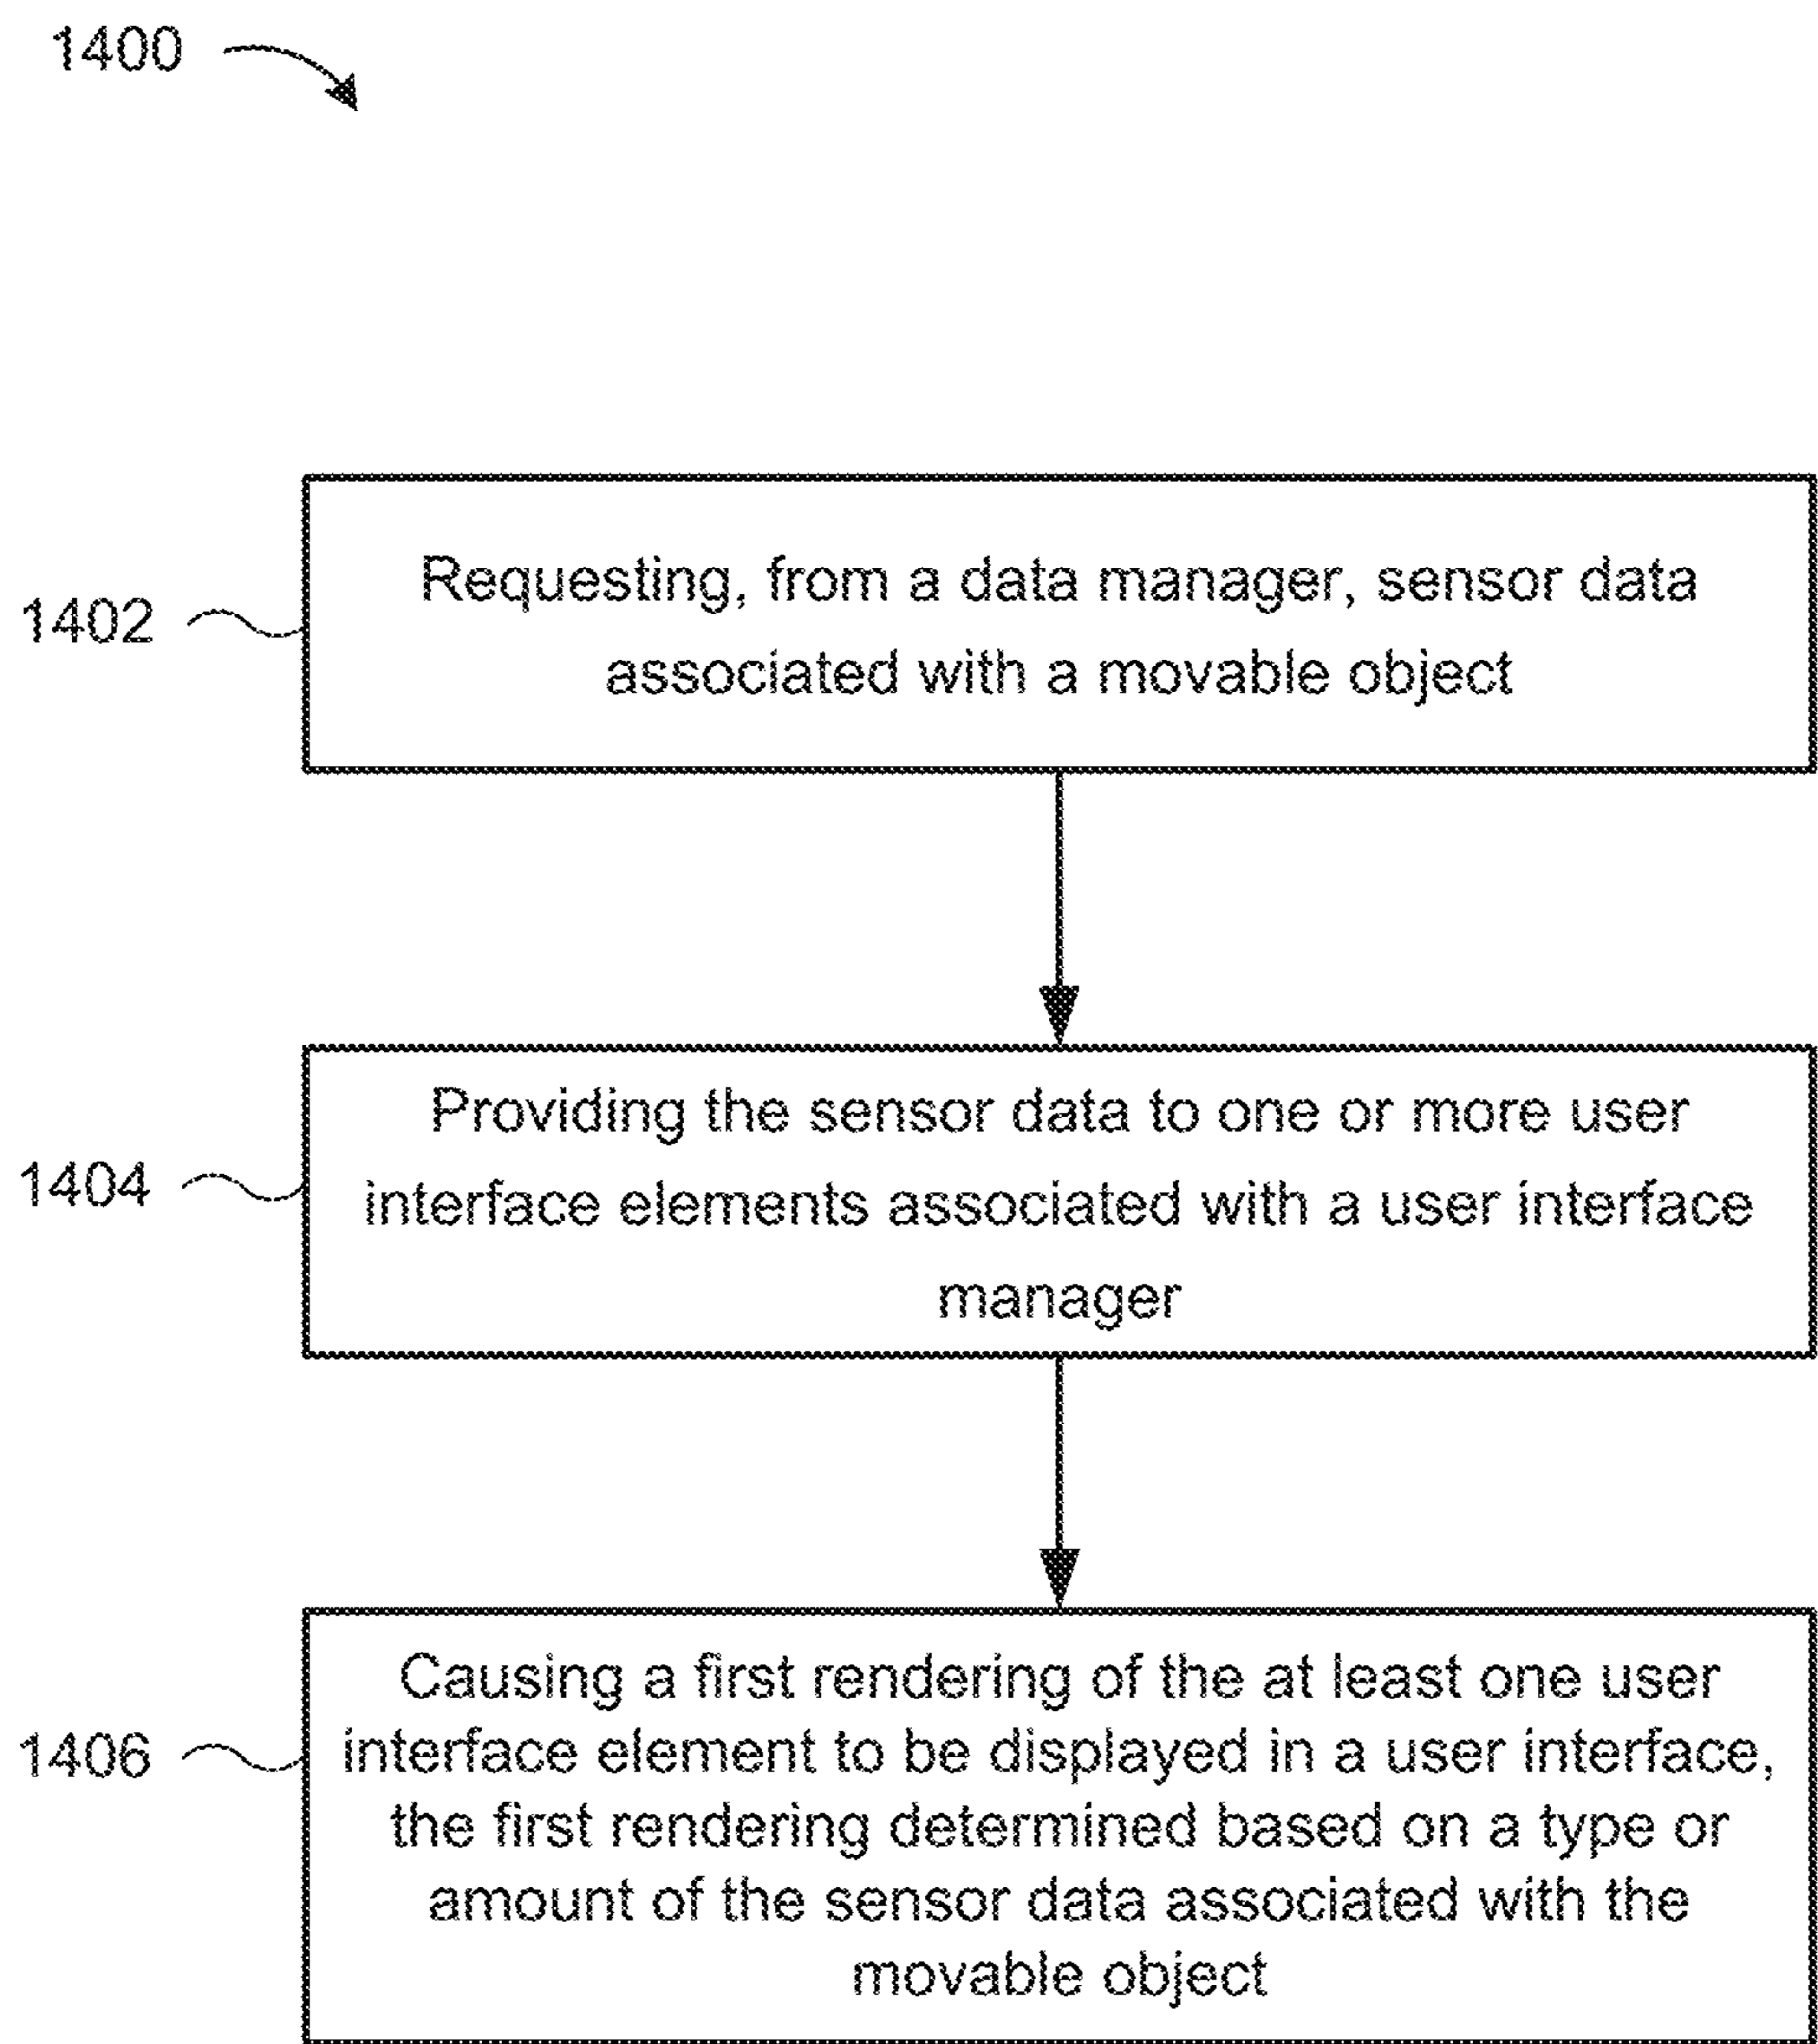 1400
1402
Requesting, from a data manager, sensor data
associated with a movable object
1404
Providing the sensor data to one or more user
interface elements associated with a user interface
manager
1406
Causing a first rendering of the at least one user
interface element to be displayed in a user interface,
the first rendering determined based on a type or
amount of the sensor data associated with the
movable object